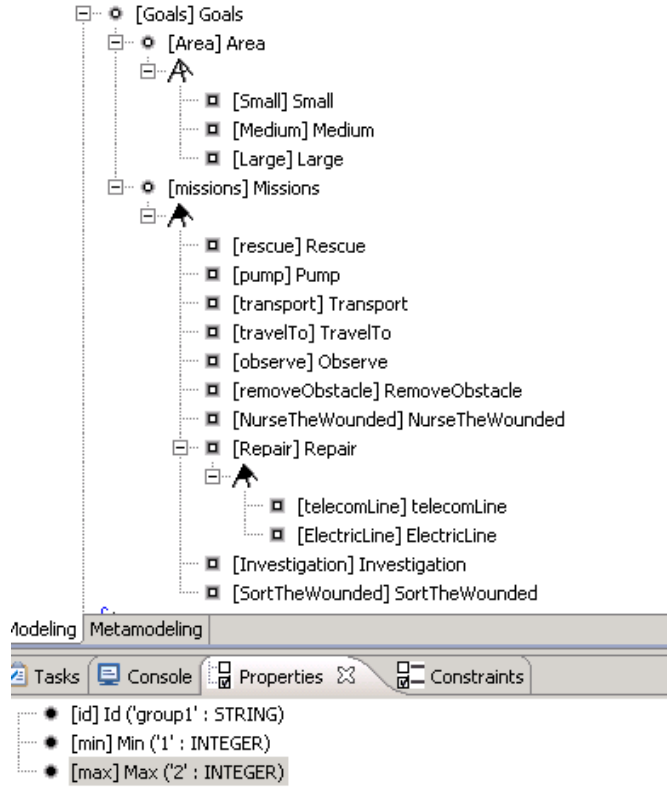 [Goals] Goals
[Area] Area
[Small] Small
[Medium] Medium
[Large] Large
[missions] Missions
[rescue] Rescue
[pump] Pump
[transport] Transport
[travelTo] TravelTo
[observe] Observe
[removeObstacle] RemoveObstacle
[NurseTheWounded] NurseTheWounded
[Repair] Repair
[telecomLine] telecomLine
[ElectricLine] ElectricLine
[Investigation] Investigation
[SortTheWounded] SortTheWounded
Modeling Metamodeling
Tasks Console Properties Constraints
[id] Id ('group1' : STRING)
[min] Min ('1' : INTEGER)
[max] Max ('2' : INTEGER)